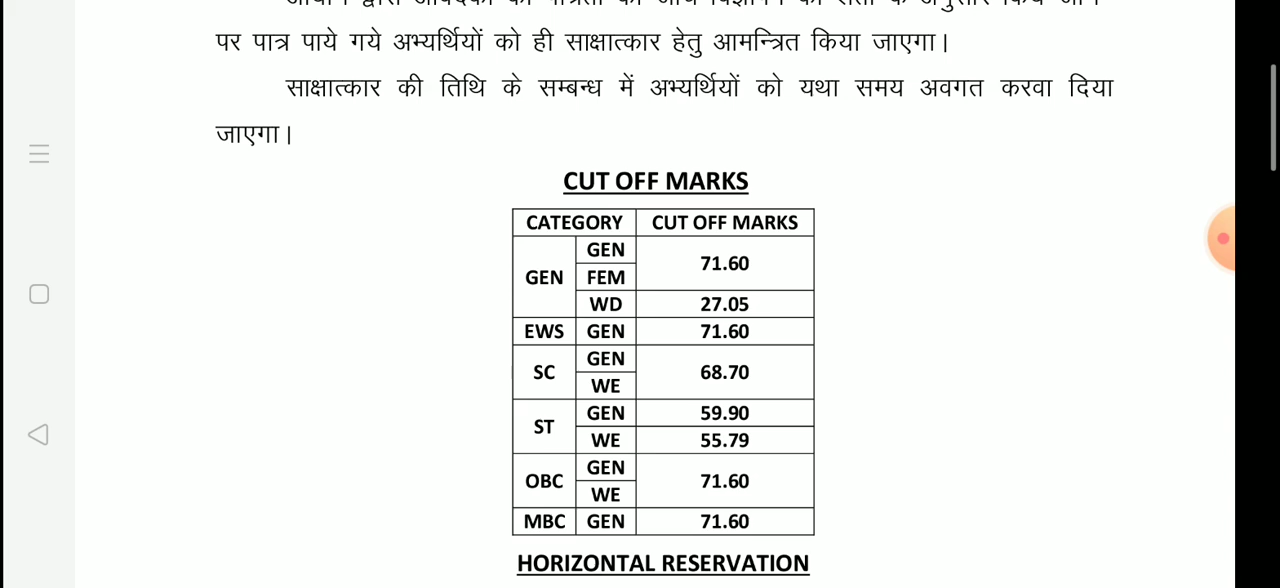 पर पात्र पाये गये अभ्यर्थियों को ही साक्षात्कार हेतु आमन्त्रित किया जाएगा।
साक्षात्कार की तिथि के सम्बन्ध में अभ्यर्थियों को यथा समय अवगत करवा दिया
जाएगा।
CUT OFF MARKS
CATEGORY CUT OFF MARKS
GEN GEN 71.60
FEM
WD 27.05
EWS GEN 71.60
SC GEN 68.70
WE
ST GEN 59.90
WE 55.79
OBC GEN 71.60
WE
MBC GEN 71.60
HORIZONTAL RESERVATION